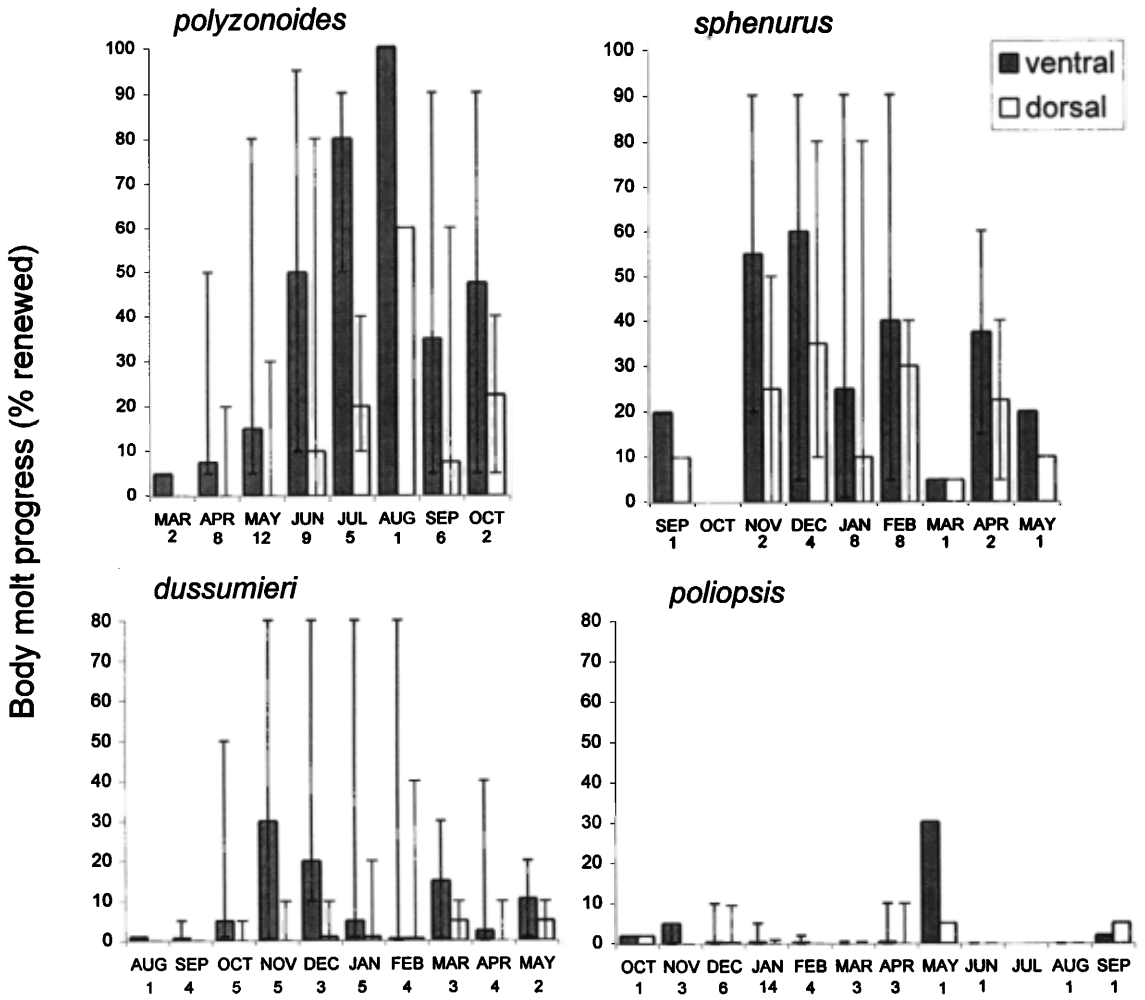 polyzonoides
100
90
80
70
60
50
40
30
20
10
0
MAR APR MAY JUN JUL AUG SEP OCT
2 8 12 9 5 1 6 2
sphenurus
ventral
dorsal
100
90
80
70
60
50
40
30
20
10
0
SEP OCT NOV DEC JAN FEB MAR APR MAY
1 2 4 8 8 1 2 1
Body molt progress (% renewed)
dussumieri
80
70
60
50
40
30
20
10
0
AUG SEP OCT NOV DEC JAN FEB MAR APR MAY
1 4 5 5 3 5 4 3 4 2
poliopsis
80
70
60
50
40
30
20
10
0
OCT NOV DEC JAN FEB MAR APR MAY JUN JUL AUG SEP
1 3 6 14 4 3 3 1 1 1 1